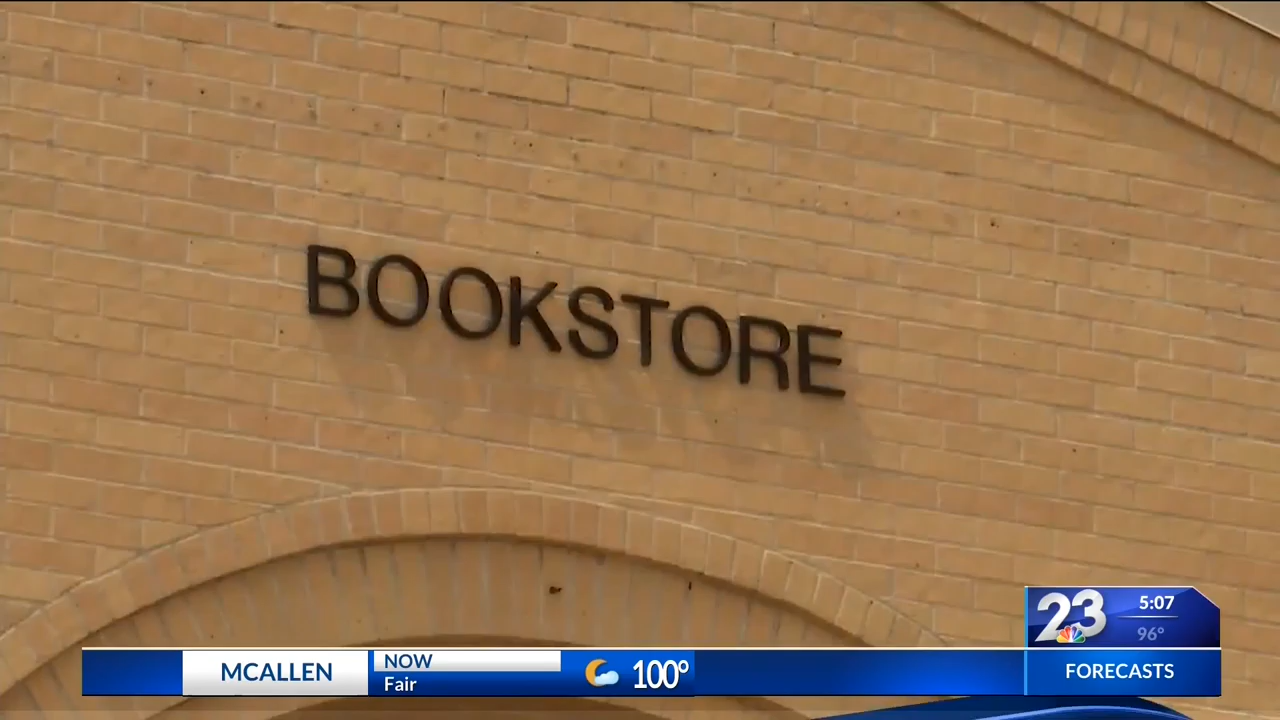 BOOKSTORE
23
5:07
96°
MCALLEN
NOW
Fair
100°
FORECASTS